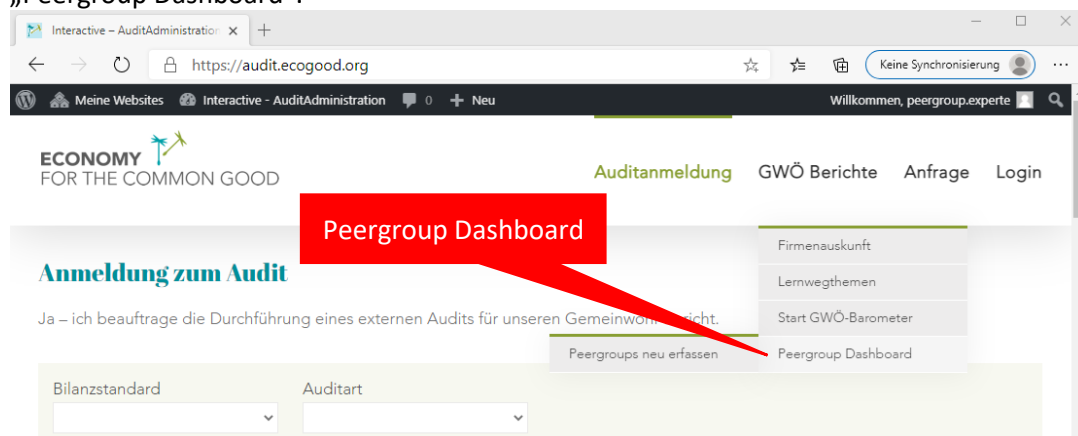 „Peergroup Dashboard“.
Interactive – AuditAdministration
https://audit.ecogood.org
Keine Synchronisierung
Meine Websites Interactive - AuditAdministration 0 + Neu Willkommen, peergroup.experte
ECONOMY
FOR THE COMMON GOOD
Auditanmeldung GWÖ Berichte Anfrage Login
Peergroup Dashboard
Firmenauskunft
Anmeldung zum Audit
Lernwegthemen
Ja – ich beauftrage die Durchführung eines externen Audits für unseren
Start GWÖ-Barometer
Peergroups neu erfassen
Peergroup Dashboard
Bilanzstandard Auditart